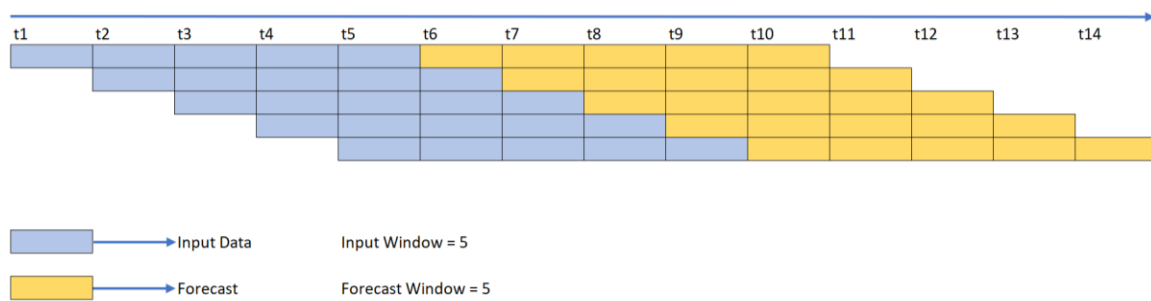 t1 t2 t3 t4 t5 t6 t7 t8 t9 t10 t11 t12 t13 t14
Input Data Input Window = 5
Forecast Forecast Window = 5